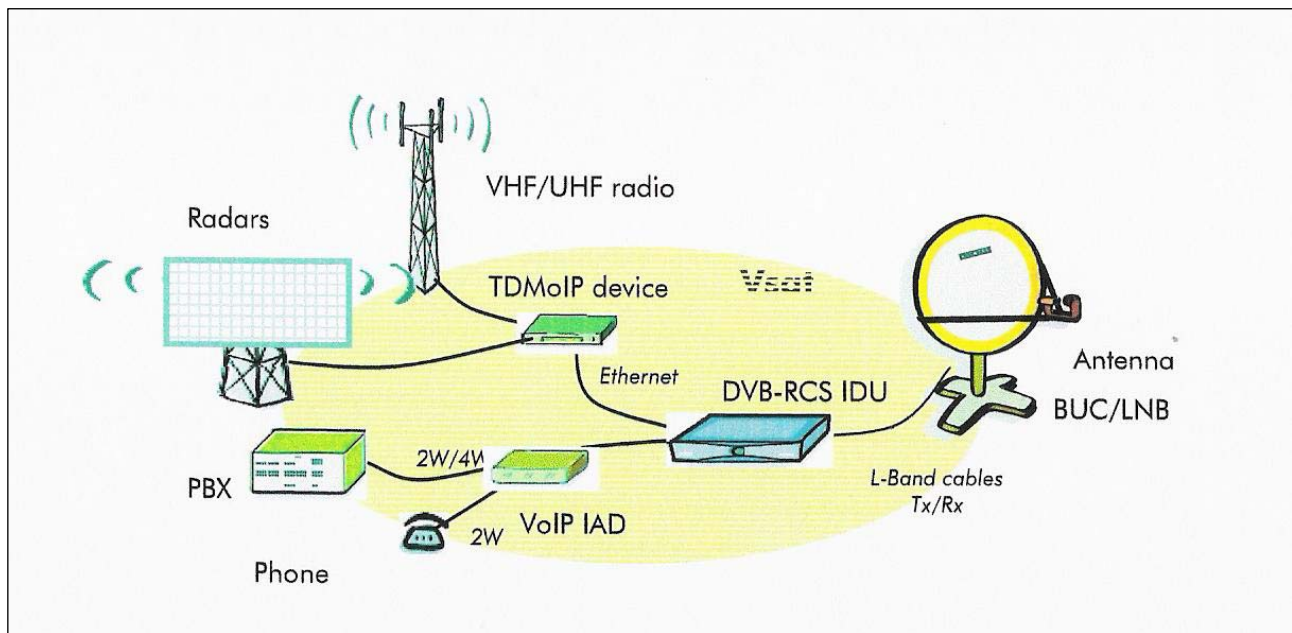 VHF/UHF radio
Radars
TDMoIP device
Vsat
Ethernet
DVB-RCS IDU
Antenna
BUC/LNB
2W/4W
L-Band cables
Tx/Rx
PBX
VoIP IAD
2W
Phone